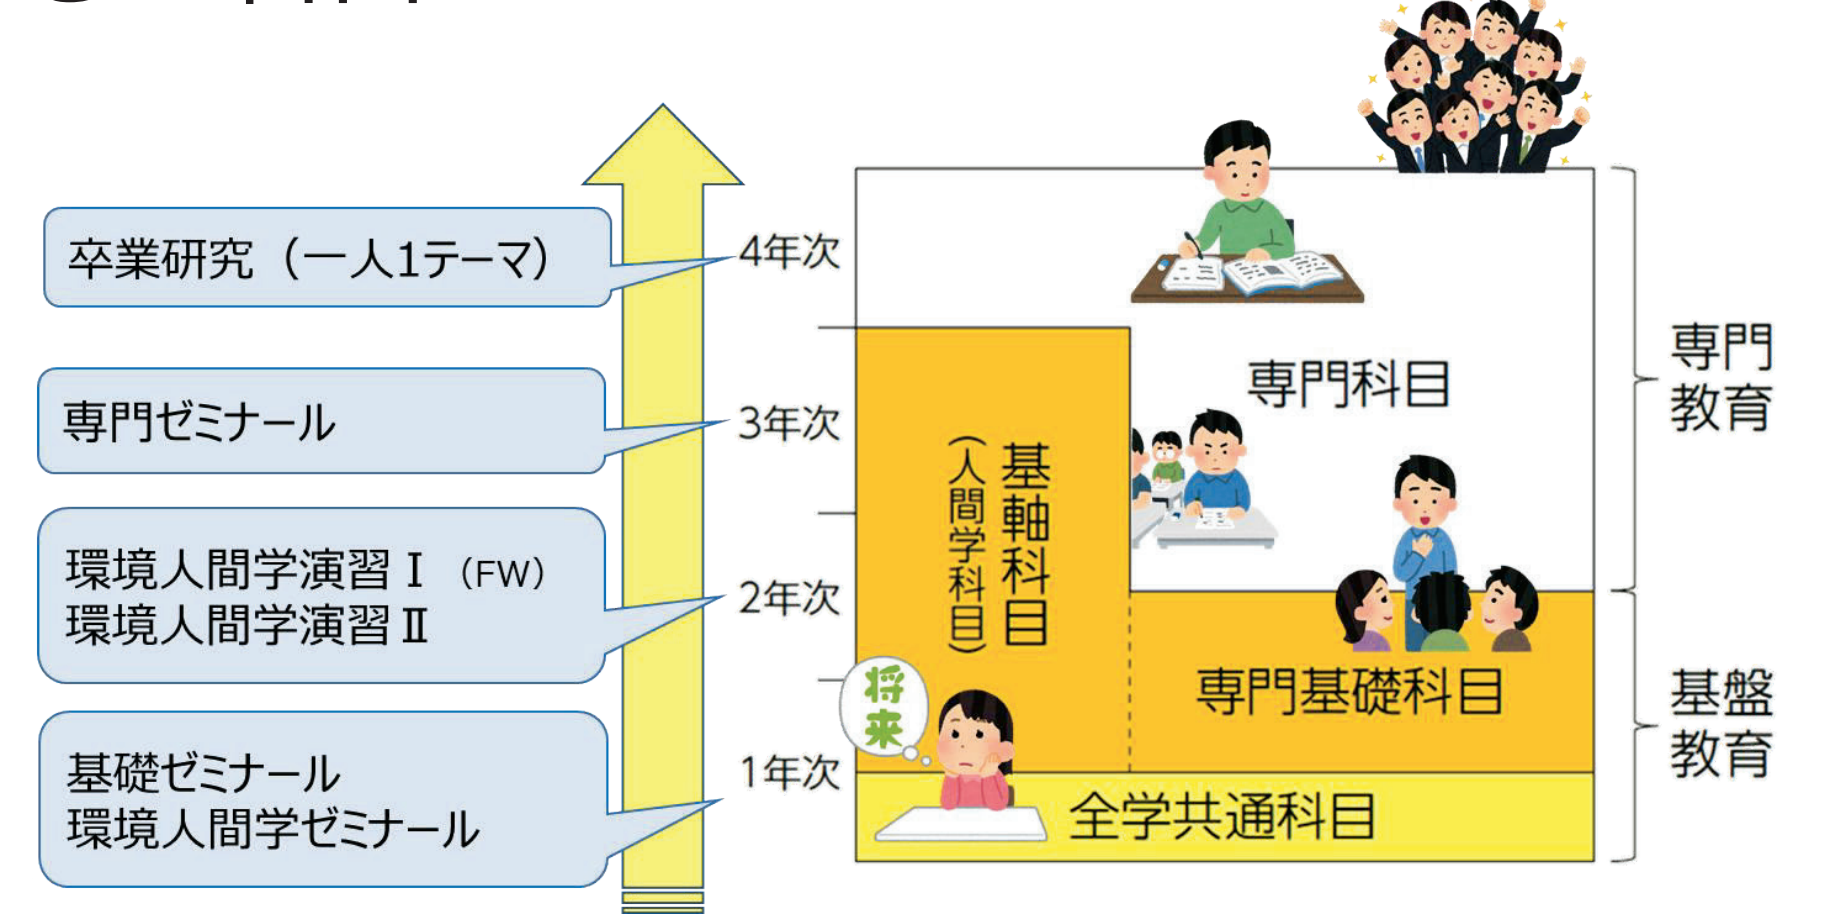 卒業研究（一人1テーマ）
専門ゼミナール
環境人間学演習Ⅰ（FW）
環境人間学演習Ⅱ
基礎ゼミナール
環境人間学ゼミナール
4年次
3年次
2年次
1年次
専門科目
基軸科目
（人間学科目）
専門基礎科目
将来
全学共通科目
専門
教育
基盤
教育